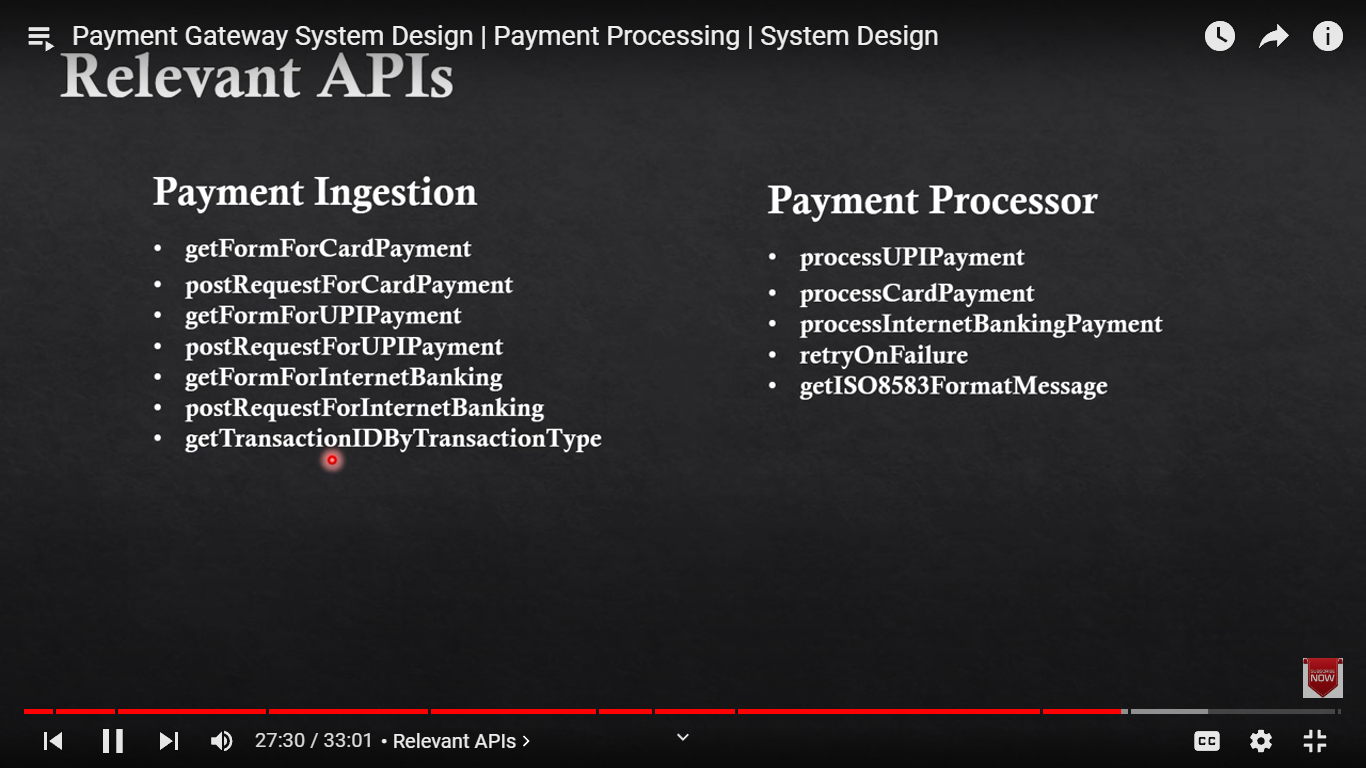 Payment Gateway System Design | Payment Processing | System Design
Relevant APIs
Payment Ingestion
• getFormForCardPayment
• postRequestForCardPayment
• getFormForUPIPayment
• postRequestForUPIPayment
• getFormForInternetBanking
• postRequestForInternetBanking
• getTransactionIDByTransactionType
Payment Processor
• processUPIPayment
• processCardPayment
• processInternetBankingPayment
• retryOnFailure
• getISO8583FormatMessage
SUBSCRIBE
NOW
27:30 / 33:01 • Relevant APIs >
CC